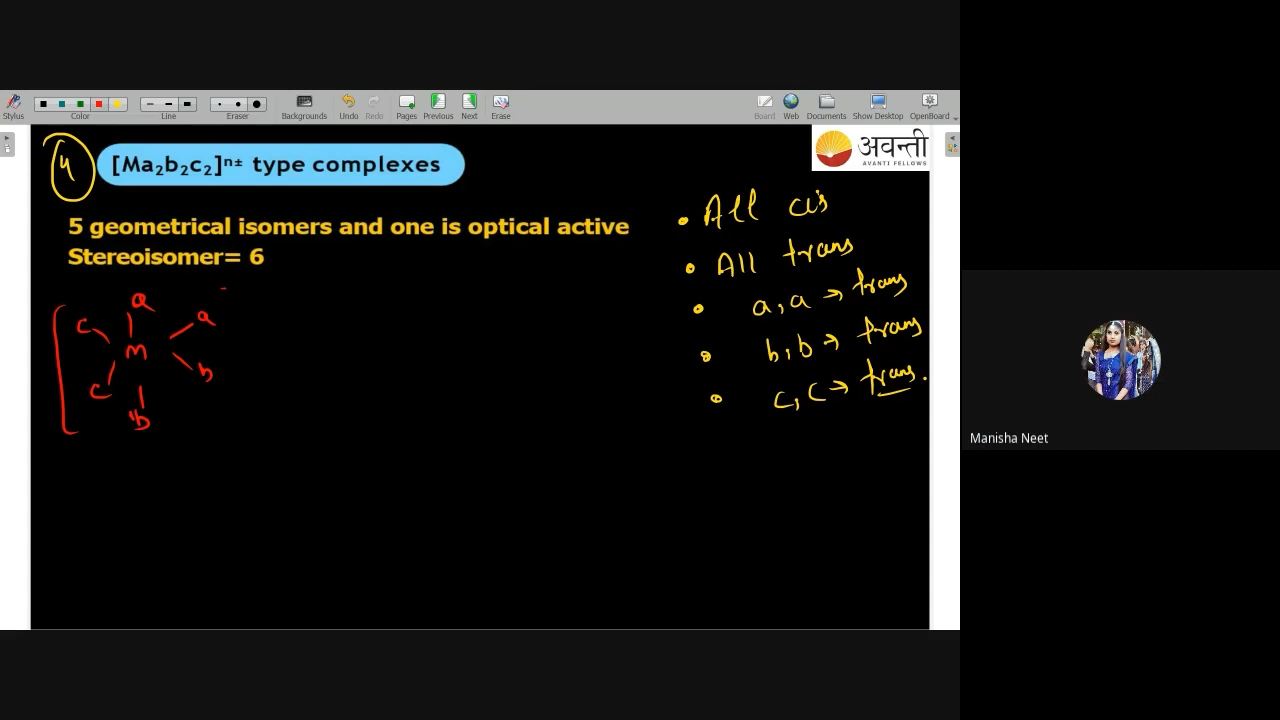 Stylus
Color
Line
Eraser
Backgrounds
Undo
Redo
Pages
Previous
Next
Erase
Board
Web
Documents
Show Desktop
OpenBoard
अवन्ती
AVANTI FELLOWS
4
[Ma₂b₂c₂]ⁿ± type complexes
5 geometrical isomers and one is optical active
Stereoisomer= 6
• All cis
• All trans
• a, a → trans
• b, b → trans
• c, c → trans.
a
c a
M
c b
b
Manisha Neet